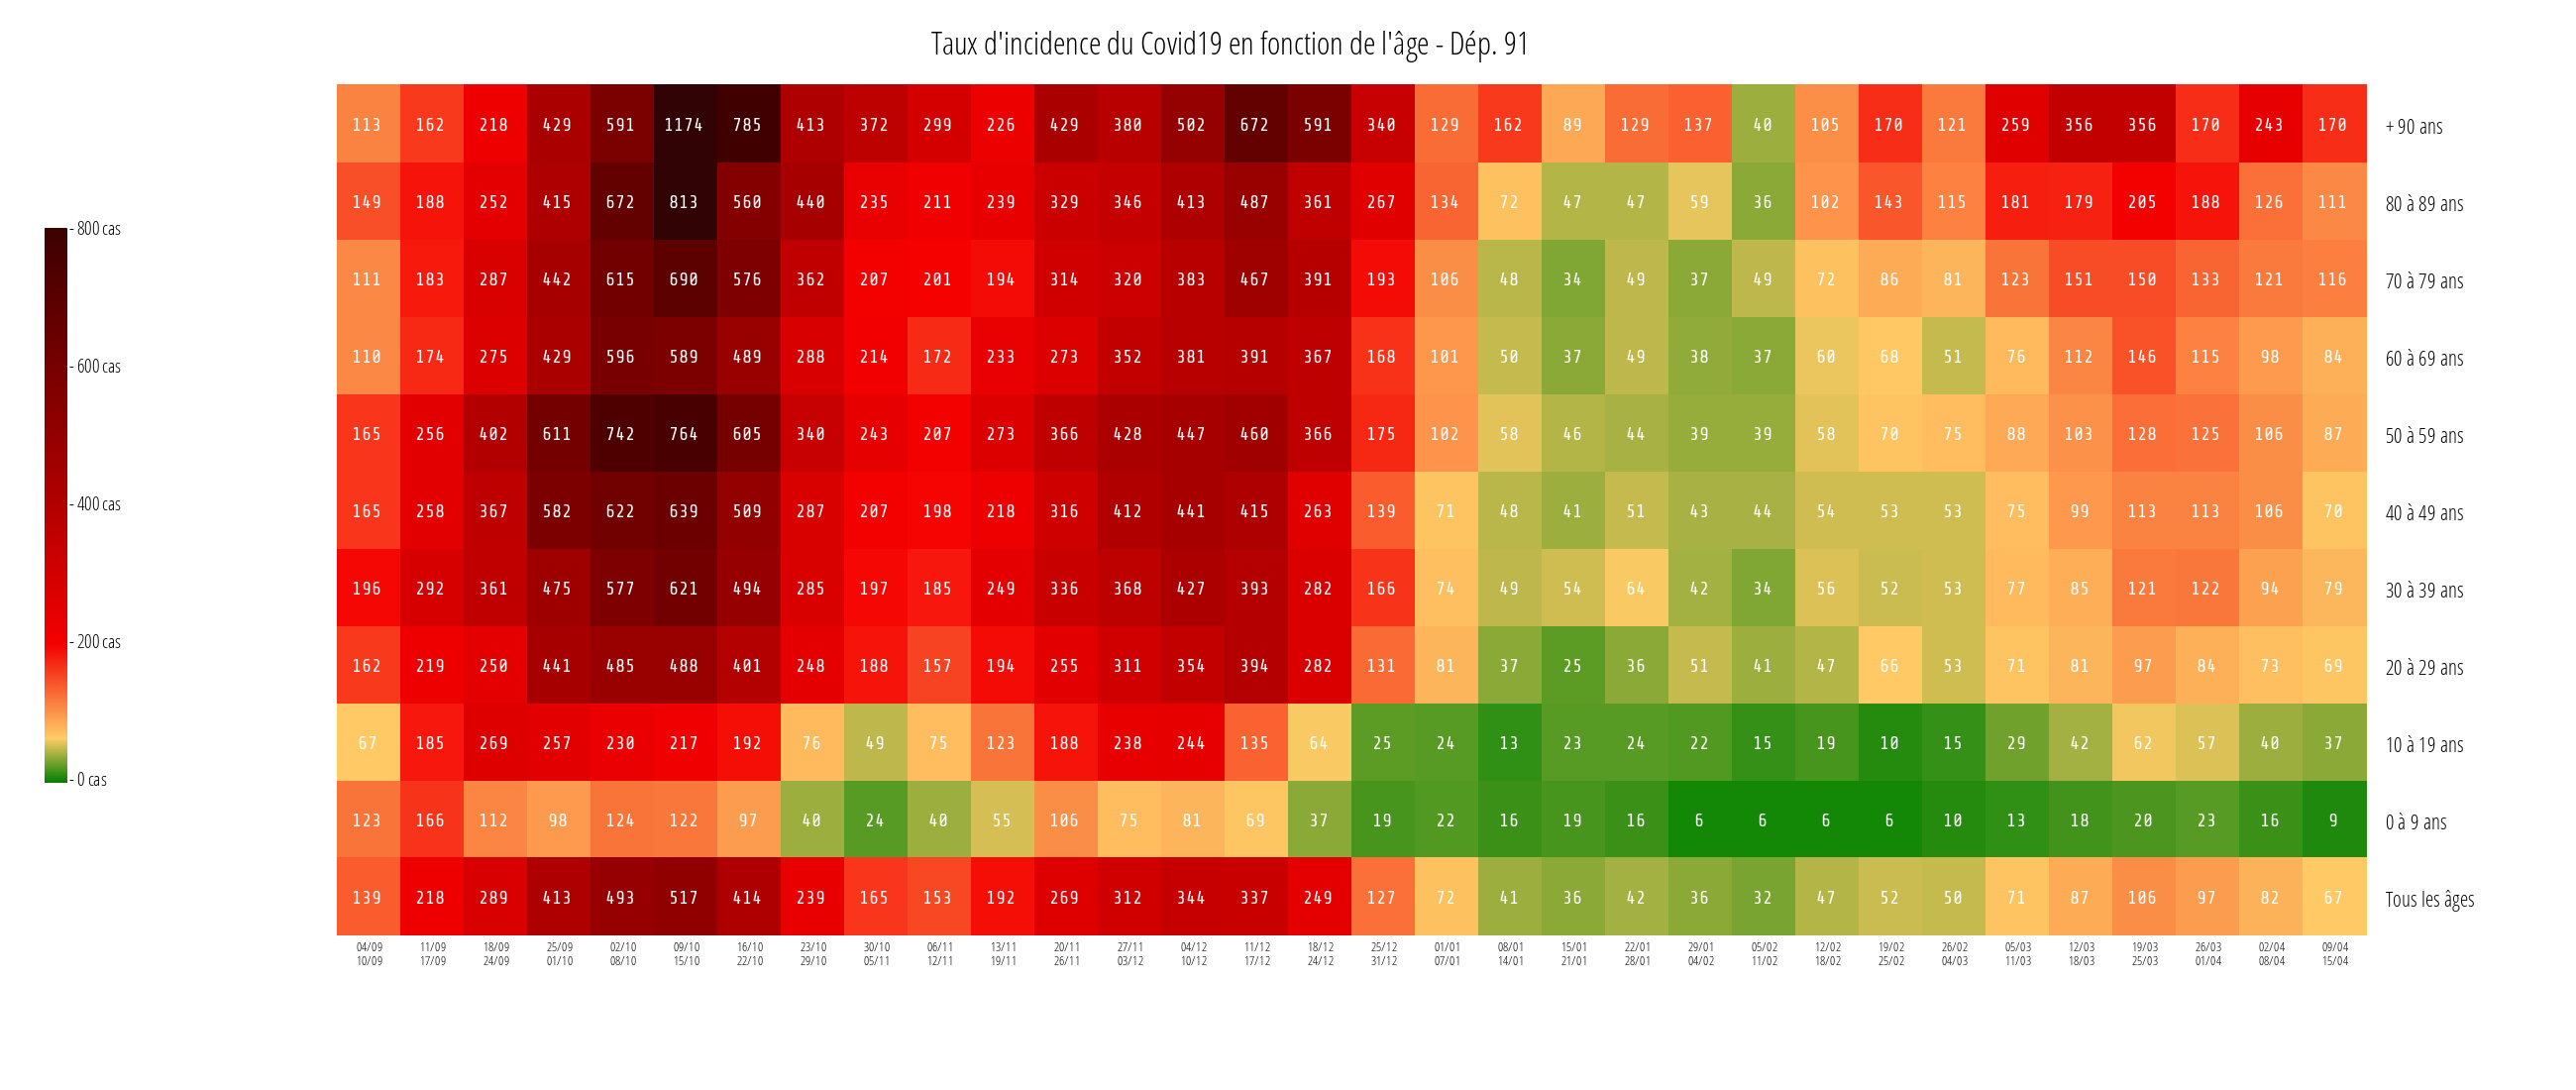 Taux d'incidence du Covid19 en fonction de l'âge - Dép. 91
113 162 218 429 591 1174 785 413 372 299 226 429 380 502 672 591 340 129 162 89 129 137 40 105 170 121 259 356 356 170 243 170 + 90 ans
149 188 252 415 672 813 560 440 235 211 239 329 346 413 487 361 267 134 72 47 47 59 36 102 143 115 181 179 205 188 126 111 80 à 89 ans
- 800 cas
111 183 287 442 615 690 576 362 207 201 194 314 320 383 467 391 193 106 48 34 49 37 49 72 86 81 123 151 150 133 121 116 70 à 79 ans
110 174 275 429 596 589 489 288 214 172 233 273 352 381 391 367 168 101 50 37 49 38 37 60 68 51 76 112 146 115 98 84 60 à 69 ans
- 600 cas
165 256 402 611 742 764 605 340 243 207 273 366 428 447 460 366 175 102 58 46 44 39 39 58 70 75 88 103 128 125 106 87 50 à 59 ans
- 400 cas
165 258 367 582 622 639 509 287 207 198 218 316 412 441 415 263 139 71 48 41 51 43 44 54 53 53 75 99 113 113 106 70 40 à 49 ans
196 292 361 475 577 621 494 285 197 185 249 336 368 427 393 282 166 74 49 54 64 42 34 56 52 53 77 85 121 122 94 79 30 à 39 ans
- 200 cas
162 219 250 441 485 488 401 248 188 157 194 255 311 354 394 282 131 81 37 25 36 51 41 47 66 53 71 81 97 84 73 69 20 à 29 ans
67 185 269 257 230 217 192 76 49 75 123 188 238 244 135 64 25 24 13 23 24 22 15 19 10 15 29 42 62 57 40 37 10 à 19 ans
- 0 cas
123 166 112 98 124 122 97 40 24 40 55 106 75 81 69 37 19 22 16 19 16 6 6 6 6 10 13 18 20 23 16 9 0 à 9 ans
139 218 289 413 493 517 414 239 165 153 192 269 312 344 337 249 127 72 41 36 42 36 32 47 52 50 71 87 106 97 82 67 Tous les âges
04/09 11/09 18/09 25/09 02/10 09/10 16/10 23/10 30/10 06/11 13/11 20/11 27/11 04/12 11/12 18/12 25/12 01/01 08/01 15/01 22/01 29/01 05/02 12/02 19/02 26/02 05/03 12/03 19/03 26/03 02/04 09/04
10/09 17/09 24/09 01/10 08/10 15/10 22/10 29/10 05/11 12/11 19/11 26/11 03/12 10/12 17/12 24/12 31/12 07/01 14/01 21/01 28/01 04/02 11/02 18/02 25/02 04/03 11/03 18/03 25/03 01/04 08/04 15/04